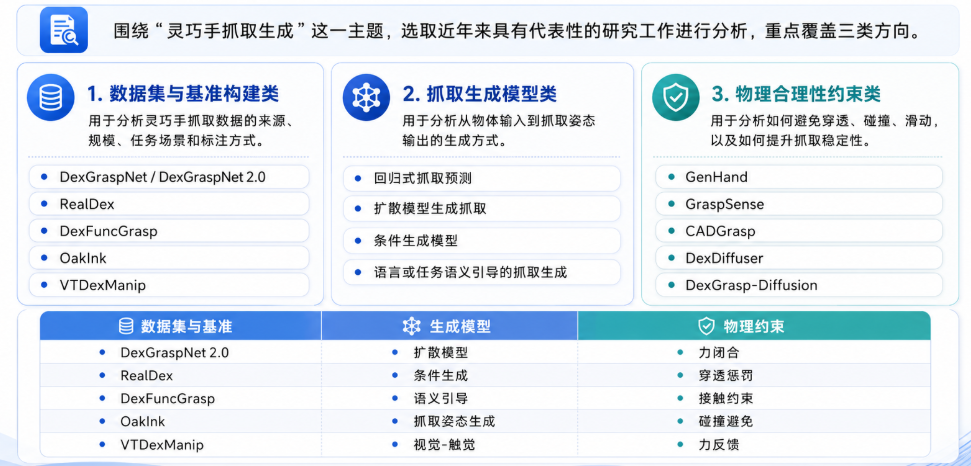 围绕“灵巧手抓取生成”这一主题，选取近年来具有代表性的研究工作进行分析，重点覆盖三类方向。
1. 数据集与基准构建类
用于分析灵巧手抓取数据的来源、
规模、任务场景和标注方式。
DexGraspNet / DexGraspNet 2.0
RealDex
DexFuncGrasp
OakInk
VTDexManip
2. 抓取生成模型类
用于分析从物体输入到抓取姿态
输出的生成方式。
回归式抓取预测
扩散模型生成抓取
条件生成模型
语言或任务语义引导的抓取生成
3. 物理合理性约束类
用于分析如何避免穿透、碰撞、滑动，
以及如何提升抓取稳定性。
GenHand
GraspSense
CADGrasp
DexDiffuser
DexGrasp-Diffusion
数据集与基准 生成模型 物理约束
DexGraspNet 2.0 扩散模型 力闭合
RealDex 条件生成 穿透惩罚
DexFuncGrasp 语义引导 接触约束
OakInk 抓取姿态生成 碰撞避免
VTDexManip 视觉-触觉 力反馈